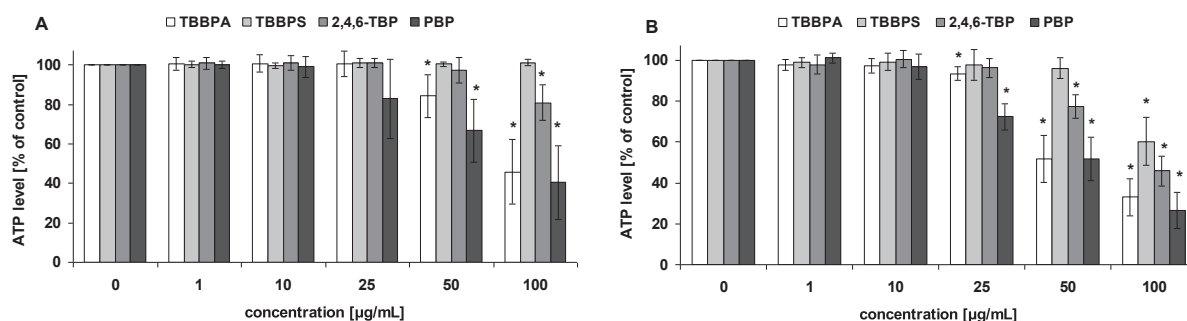 A
TBBPA TBBPS 2,4,6-TBP PBP
ATP level [% of control]
100
80
60
40
20
0
* * * * *
*
0 1 10 25 50 100
concentration [µg/mL]
B
TBBPA TBBPS 2,4,6-TBP PBP
ATP level [% of control]
100
80
60
40
20
0
* * * * * * * * *
0 1 10 25 50 100
concentration [µg/mL]